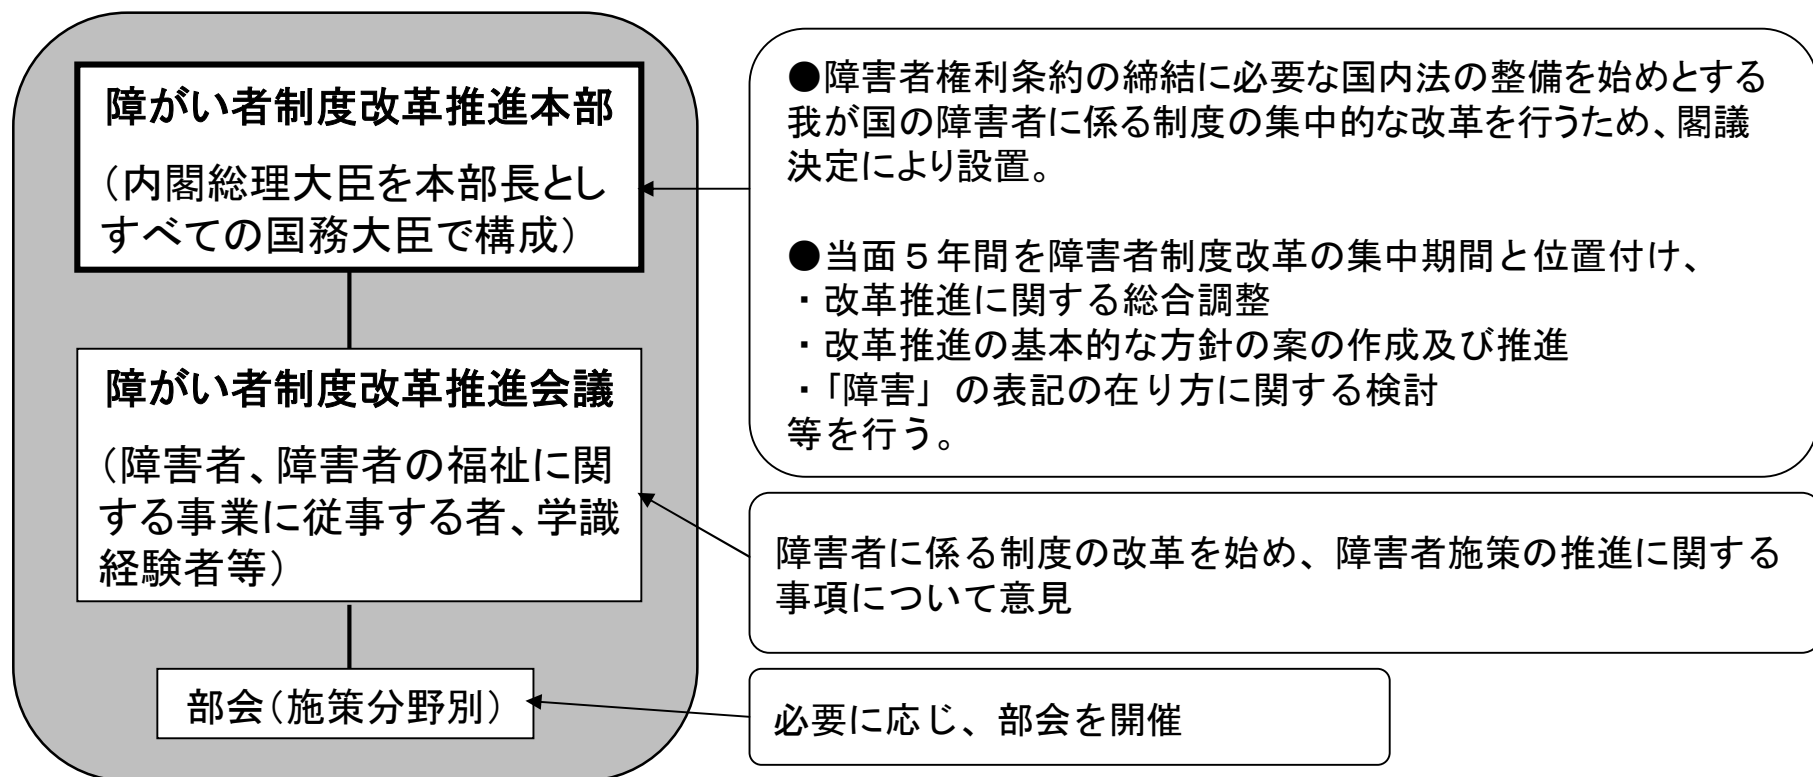 障がい者制度改革推進本部
（内閣総理大臣を本部長とし
すべての国務大臣で構成）
●障害者権利条約の締結に必要な国内法の整備を始めとする
我が国の障害者に係る制度の集中的な改革を行うため、閣議
決定により設置。
●当面５年間を障害者制度改革の集中期間と位置付け、
・改革推進に関する総合調整
・改革推進の基本的な方針の案の作成及び推進
・「障害」の表記の在り方に関する検討
等を行う。
障がい者制度改革推進会議
（障害者、障害者の福祉に関
する事業に従事する者、学識
経験者等）
障害者に係る制度の改革を始め、障害者施策の推進に関する
事項について意見
部会（施策分野別）
必要に応じ、部会を開催